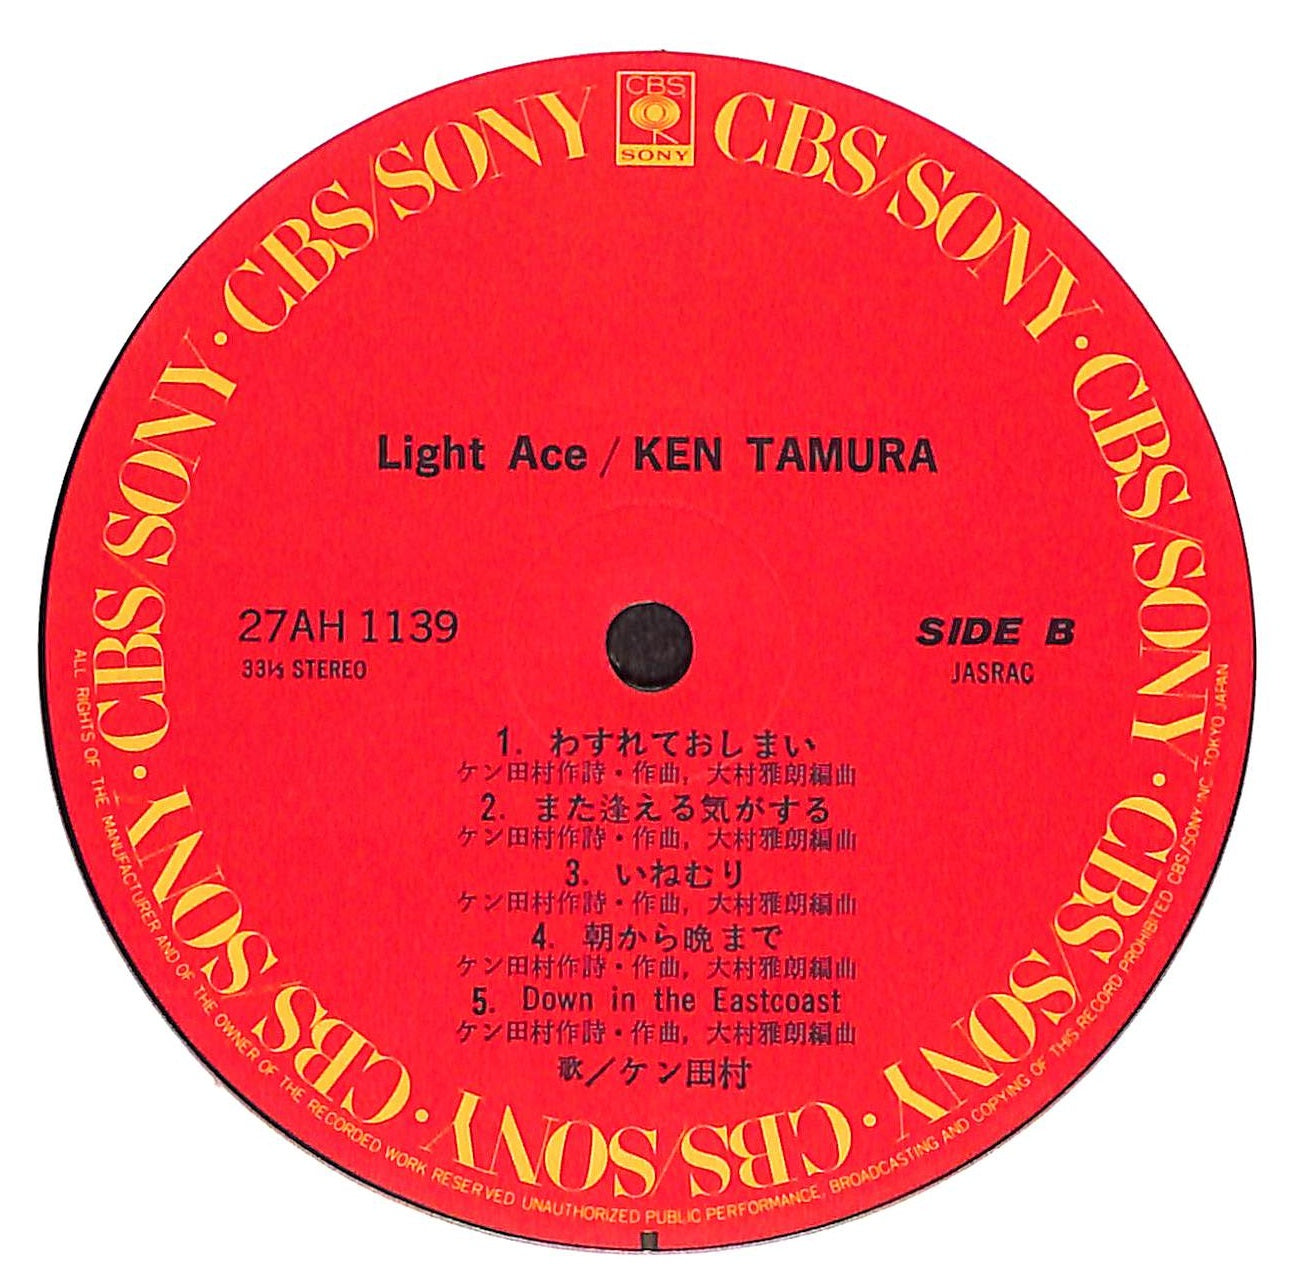 CBS
SONY
CBS/SONY · CBS/SONY · CBS/SONY · CBS/SONY · CBS/SONY · CBS/SONY · CBS/SONY
Light Ace / KEN TAMURA
27AH 1139
33⅓ STEREO
SIDE B
JASRAC
1. わすれておしまい
ケン田村作詩・作曲, 大村雅朗編曲
2. また逢える気がする
ケン田村作詩・作曲, 大村雅朗編曲
3. いねむり
ケン田村作詩・作曲, 大村雅朗編曲
4. 朝から晩まで
ケン田村作詩・作曲, 大村雅朗編曲
5. Down in the Eastcoast
ケン田村作詩・作曲, 大村雅朗編曲
歌／ケン田村
ALL RIGHTS OF THE MANUFACTURER AND OF THE OWNER OF THE RECORDED WORK RESERVED UNAUTHORIZED PUBLIC PERFORMANCE, BROADCASTING AND COPYING OF THIS RECORD PROHIBITED CBS/SONY INC. TOKYO JAPAN